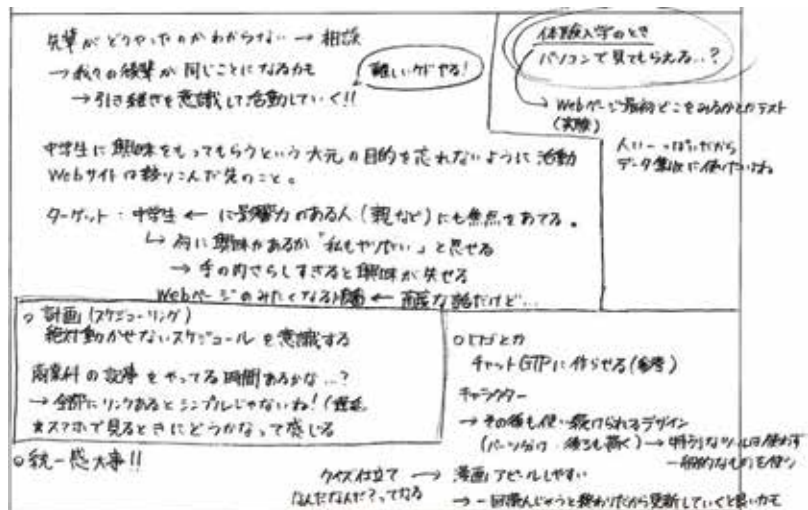 先輩がどうやったのかわからない → 相談
→ 我々の後輩が同じことになるかも
→ 引き継ぎを意識して活動していく!!
難しいケドやる!
体験入学のとき
パソコンで見てもらえる…?
→ Webページ最初どこをみるかとかテスト
(実験)
人いーっぱいだから
データ集収に使いたいよね
中学生に興味をもってもらうという大元の目的を忘れないように活動
Webサイトは移りこんだ先のこと。
ターゲット:中学生 ← に影響力のある人(親など)にも焦点をあてる。
→ 何に興味があるか「私もやりたい」と思せる
→ 手の内さらしすぎると興味が失せる
Webページのみたくなる ← な話だけど…
○ 計画(スケジューリング)
絶対動かせないスケジュールを意識する
商業科の記事をやってる時間あるかな…?
→ 全部にリンクあるとシンプルじゃないね!
★スマホで見るときにどうかなって感じる
○統一感大事!!
○ロゴとか
チャットGTPに作らせる(参考)
キャラクター
→ その後も使い続けられるデザイン
(パーツ分け・後ろも描く) → 特別なツールは使わず
一般的なものを使う
クイズ仕立て → 漫画アピールしやすい
なんだなんだ?ってなる
→ 一回読んじゃうと終わりだから更新していくと良いかも